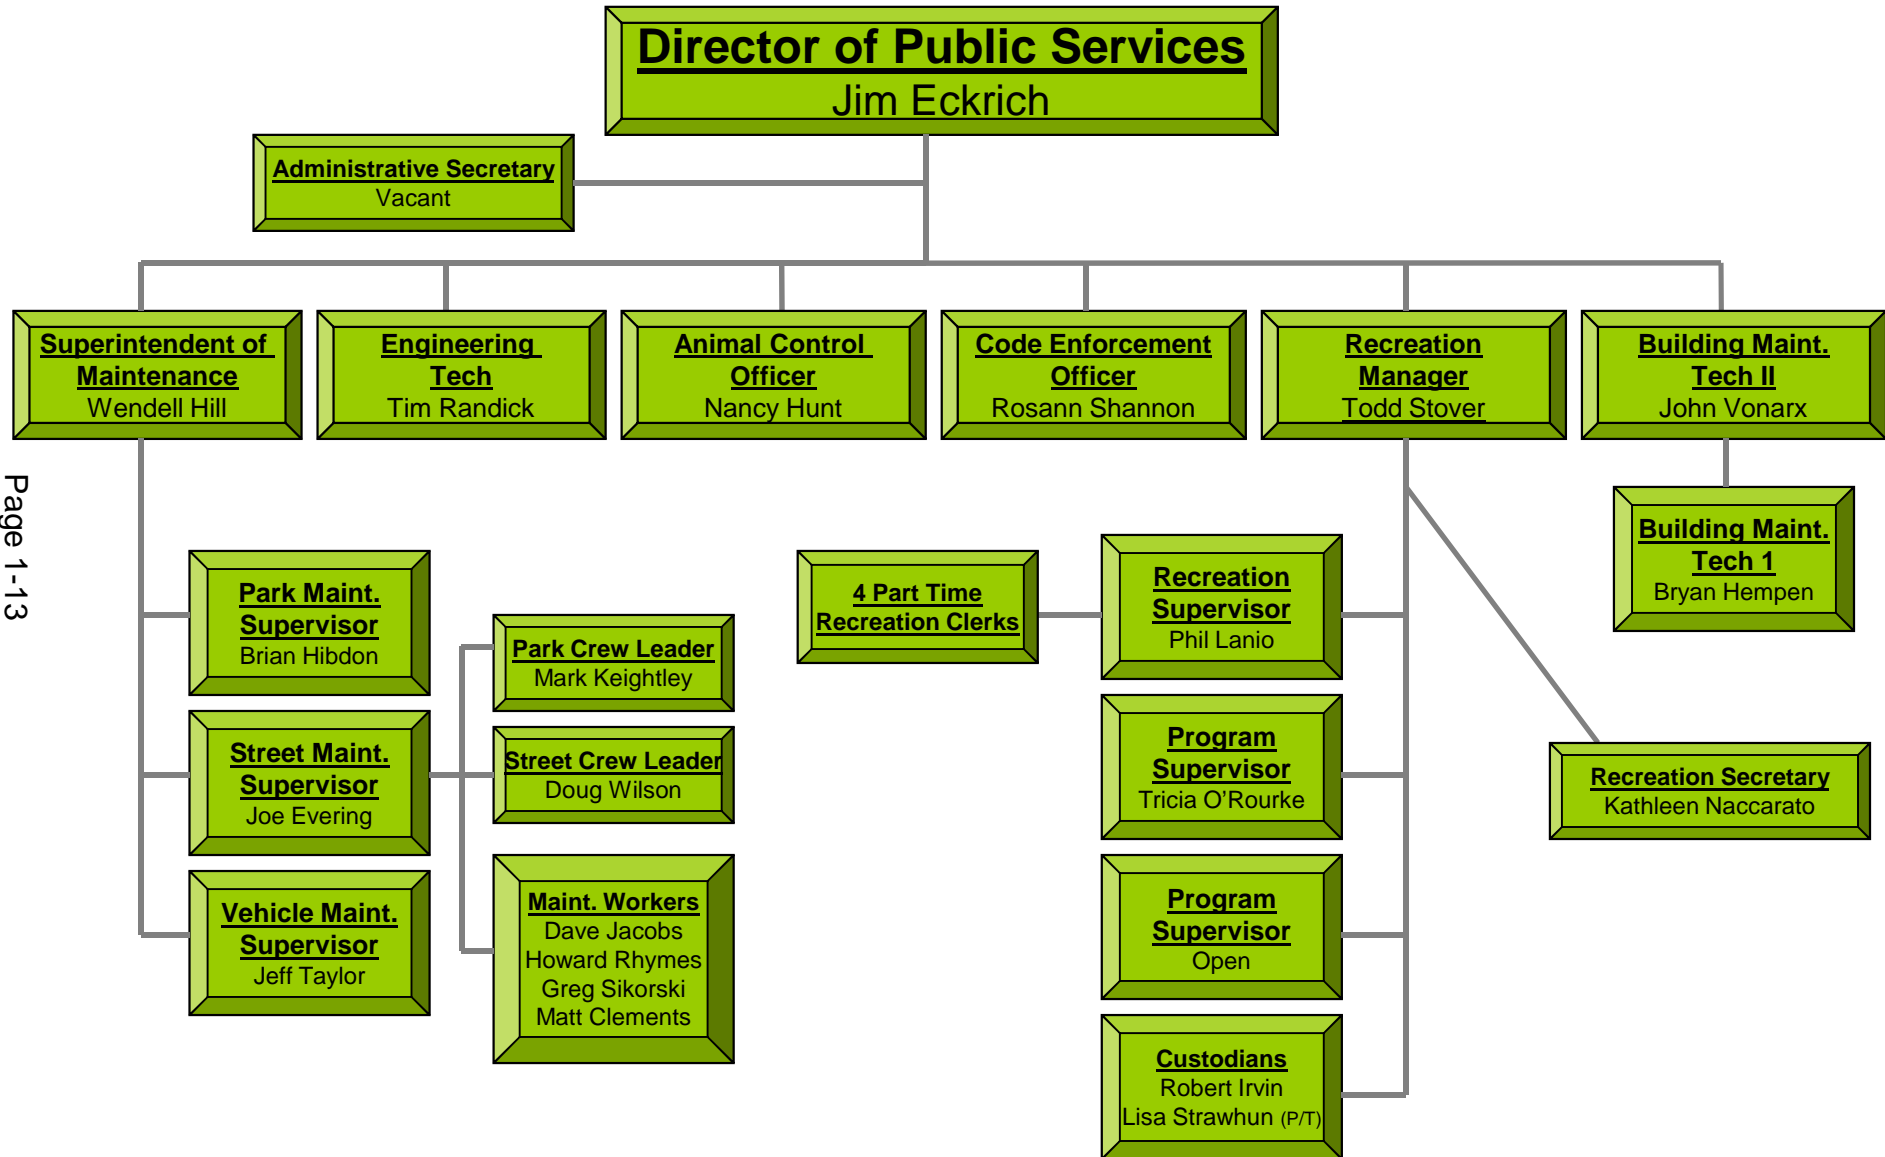 Director of Public Services
Jim Eckrich
Administrative Secretary
Vacant
Superintendent of
Maintenance
Wendell Hill
Engineering
Tech
Tim Randick
Animal Control
Officer
Nancy Hunt
Code Enforcement
Officer
Rosann Shannon
Recreation
Manager
Todd Stover
Building Maint.
Tech II
John Vonarx
Building Maint.
Tech 1
Bryan Hempen
Park Maint.
Supervisor
Brian Hibdon
Street Maint.
Supervisor
Joe Evering
Vehicle Maint.
Supervisor
Jeff Taylor
Park Crew Leader
Mark Keightley
Street Crew Leader
Doug Wilson
Maint. Workers
Dave Jacobs
Howard Rhymes
Greg Sikorski
Matt Clements
4 Part Time
Recreation Clerks
Recreation
Supervisor
Phil Lanio
Program
Supervisor
Tricia O’Rourke
Program
Supervisor
Open
Custodians
Robert Irvin
Lisa Strawhun (P/T)
Recreation Secretary
Kathleen Naccarato
Page 1-13